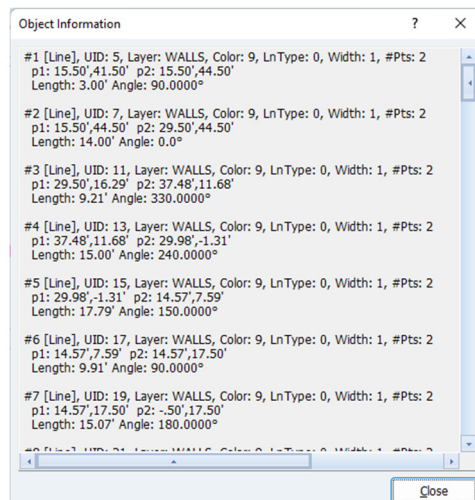 Object Information
? ×
#1 [Line], UID: 5, Layer: WALLS, Color: 9, LnType: 0, Width: 1, #Pts: 2
p1: 15.50',41.50' p2: 15.50',44.50'
Length: 3.00' Angle: 90.0000°
#2 [Line], UID: 7, Layer: WALLS, Color: 9, LnType: 0, Width: 1, #Pts: 2
p1: 15.50',44.50' p2: 29.50',44.50'
Length: 14.00' Angle: 0.0°
#3 [Line], UID: 11, Layer: WALLS, Color: 9, LnType: 0, Width: 1, #Pts: 2
p1: 29.50',16.29' p2: 37.48',11.68'
Length: 9.21' Angle: 330.0000°
#4 [Line], UID: 13, Layer: WALLS, Color: 9, LnType: 0, Width: 1, #Pts: 2
p1: 37.48',11.68' p2: 29.98',-1.31'
Length: 15.00' Angle: 240.0000°
#5 [Line], UID: 15, Layer: WALLS, Color: 9, LnType: 0, Width: 1, #Pts: 2
p1: 29.98',-1.31' p2: 14.57',7.59'
Length: 17.79' Angle: 150.0000°
#6 [Line], UID: 17, Layer: WALLS, Color: 9, LnType: 0, Width: 1, #Pts: 2
p1: 14.57',7.59' p2: 14.57',17.50'
Length: 9.91' Angle: 90.0000°
#7 [Line], UID: 19, Layer: WALLS, Color: 9, LnType: 0, Width: 1, #Pts: 2
p1: 14.57',17.50' p2: -.50',17.50'
Length: 15.07' Angle: 180.0000°
Close